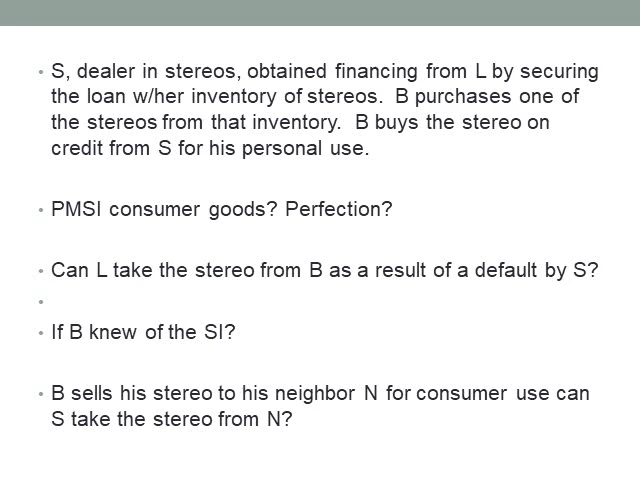 • S, dealer in stereos, obtained financing from L by securing
the loan w/her inventory of stereos.  B purchases one of
the stereos from that inventory.  B buys the stereo on
credit from S for his personal use.
• PMSI consumer goods? Perfection?
• Can L take the stereo from B as a result of a default by S?
•
• If B knew of the SI?
• B sells his stereo to his neighbor N for consumer use can
S take the stereo from N?